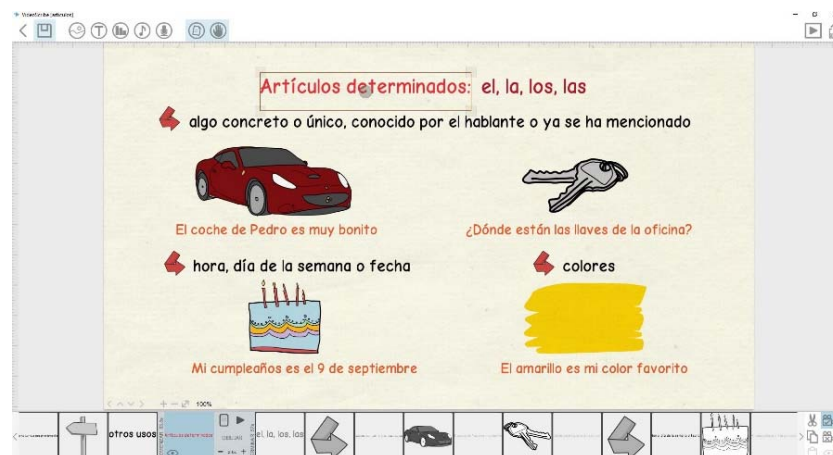 VideoScribe (articulos)
Artículos determinados: el, la, los, las
algo concreto o único, conocido por el hablante o ya se ha mencionado
El coche de Pedro es muy bonito
¿Dónde están las llaves de la oficina?
hora, día de la semana o fecha
colores
Mi cumpleaños es el 9 de septiembre
El amarillo es mi color favorito
100%
otros usos
el, la, los, las